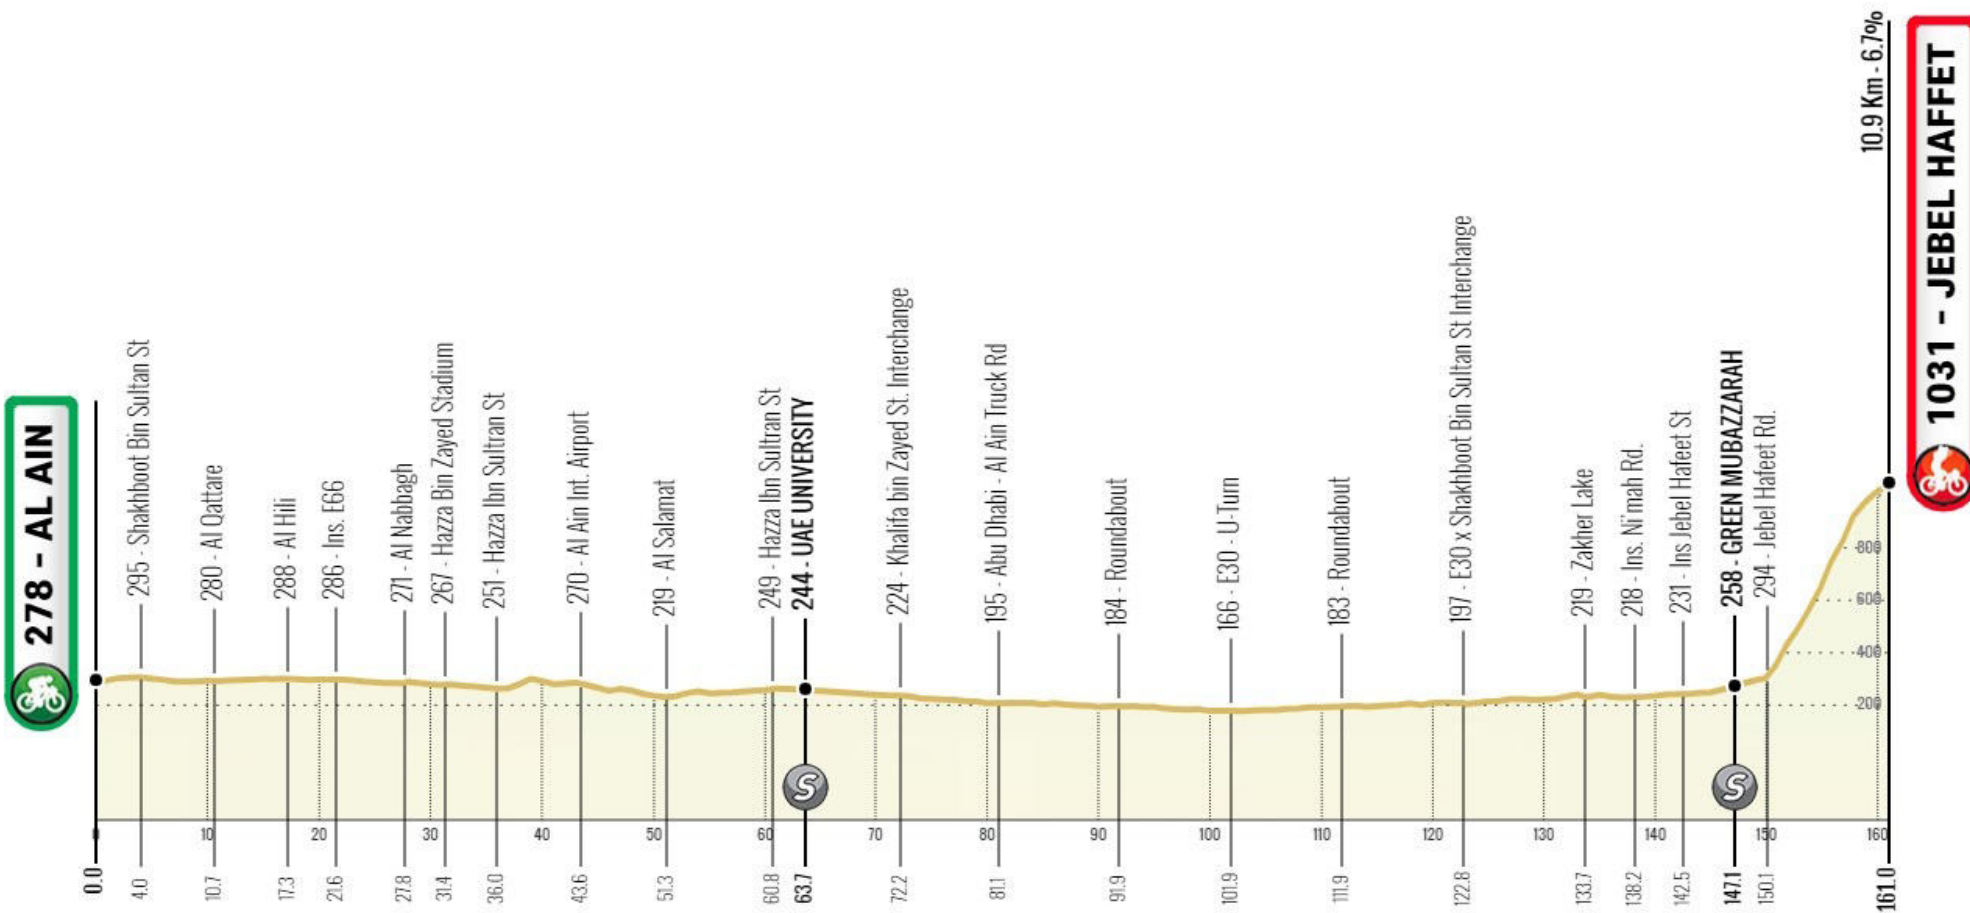 278 - AL AIN
295 - Shakhboot Bin Sultan St
280 - Al Qattare
288 - Al Hili
286 - Ins. E66
271 - Al Nabbagh
267 - Hazza Bin Zayed Stadium
251 - Hazza Ibn Sultran St
270 - Al Ain Int. Airport
219 - Al Salamat
249 - Hazza Ibn Sultran St
244 - UAE UNIVERSITY
224 - Khalifa bin Zayed St. Interchange
195 - Abu Dhabi - Al Ain Truck Rd
184 - Roundabout
166 - E30 - U-Turn
183 - Roundabout
197 - E30 x Shakhboot Bin Sultan St Interchange
219 - Zakher Lake
218 - Ins. Ni'mah Rd.
231 - Ins Jebel Hafeet St
258 - GREEN MUBAZZARAH
294 - Jebel Hafeet Rd.
10.9 Km - 6.7%
1031 - JEBEL HAFFET
800
600
400
200
S
S
0 10 20 30 40 50 60 70 80 90 100 110 120 130 140 150 160
0.0 4.0 10.7 17.3 21.6 27.8 31.4 36.0 43.6 51.3 60.8 63.7 72.2 81.1 91.9 101.9 111.9 122.8 133.7 138.2 142.5 147.1 150.1 161.0